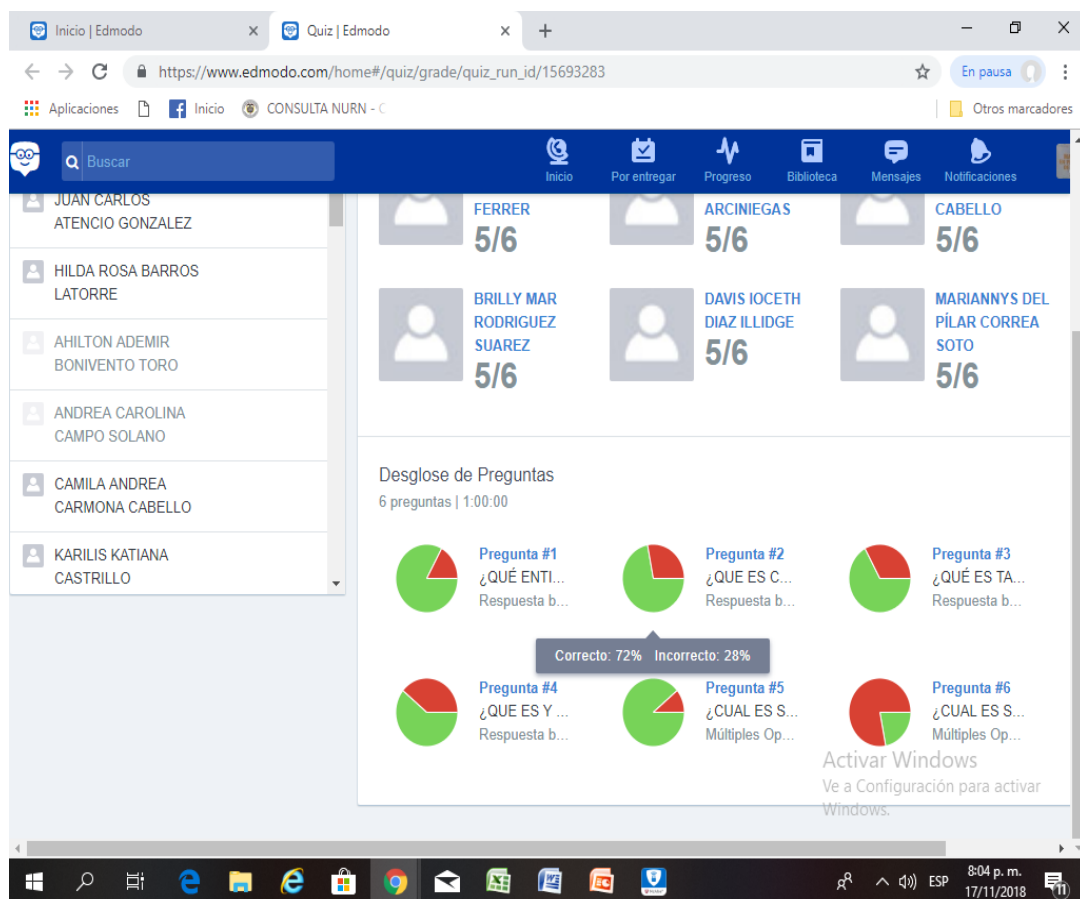 Inicio | Edmodo
Quiz | Edmodo
https://www.edmodo.com/home#/quiz/grade/quiz_run_id/15693283
En pausa
Aplicaciones
Inicio
CONSULTA NURN - C
Otros marcadores
Buscar
Inicio
Por entregar
Progreso
Biblioteca
Mensajes
Notificaciones
JUAN CARLOS
ATENCIO GONZALEZ
HILDA ROSA BARROS
LATORRE
AHILTON ADEMIR
BONIVENTO TORO
ANDREA CAROLINA
CAMPO SOLANO
CAMILA ANDREA
CARMONA CABELLO
KARILIS KATIANA
CASTRILLO
FERRER
5/6
ARCINIEGAS
5/6
CABELLO
5/6
BRILLY MAR
RODRIGUEZ
SUAREZ
5/6
DAVIS IOCETH
DIAZ ILLIDGE
5/6
MARIANNYS DEL
PÍLAR CORREA
SOTO
5/6
Desglose de Preguntas
6 preguntas | 1:00:00
Pregunta #1
¿QUÉ ENTI...
Respuesta b...
Pregunta #2
¿QUE ES C...
Respuesta b...
Pregunta #3
¿QUÉ ES TA...
Respuesta b...
Correcto: 72% Incorrecto: 28%
Pregunta #4
¿QUE ES Y ...
Respuesta b...
Pregunta #5
¿CUAL ES S...
Múltiples Op...
Pregunta #6
¿CUAL ES S...
Múltiples Op...
Activar Windows
Ve a Configuración para activar
Windows.
ESP
8:04 p. m.
17/11/2018
11